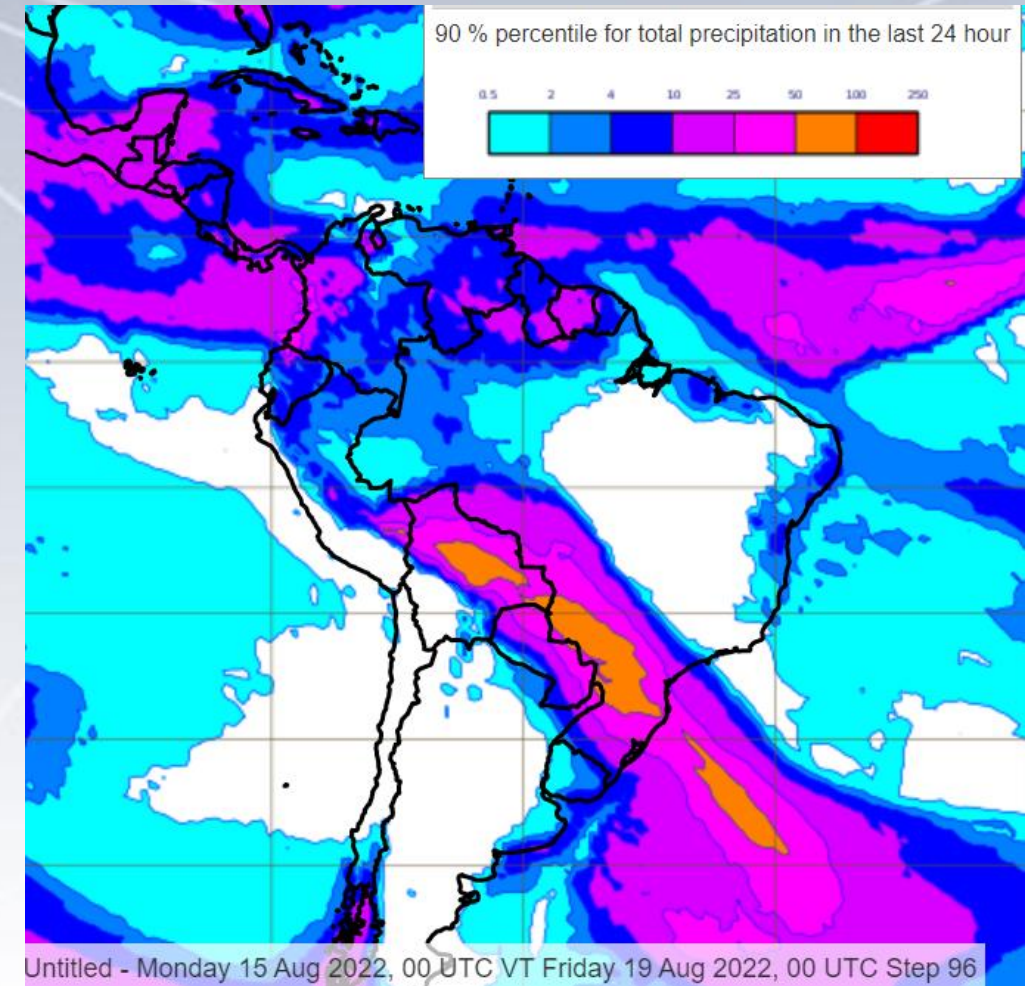 90 % percentile for total precipitation in the last 24 hour
0.5 2 4 10 25 50 100 250
Untitled - Monday 15 Aug 2022, 00 UTC VT Friday 19 Aug 2022, 00 UTC Step 96